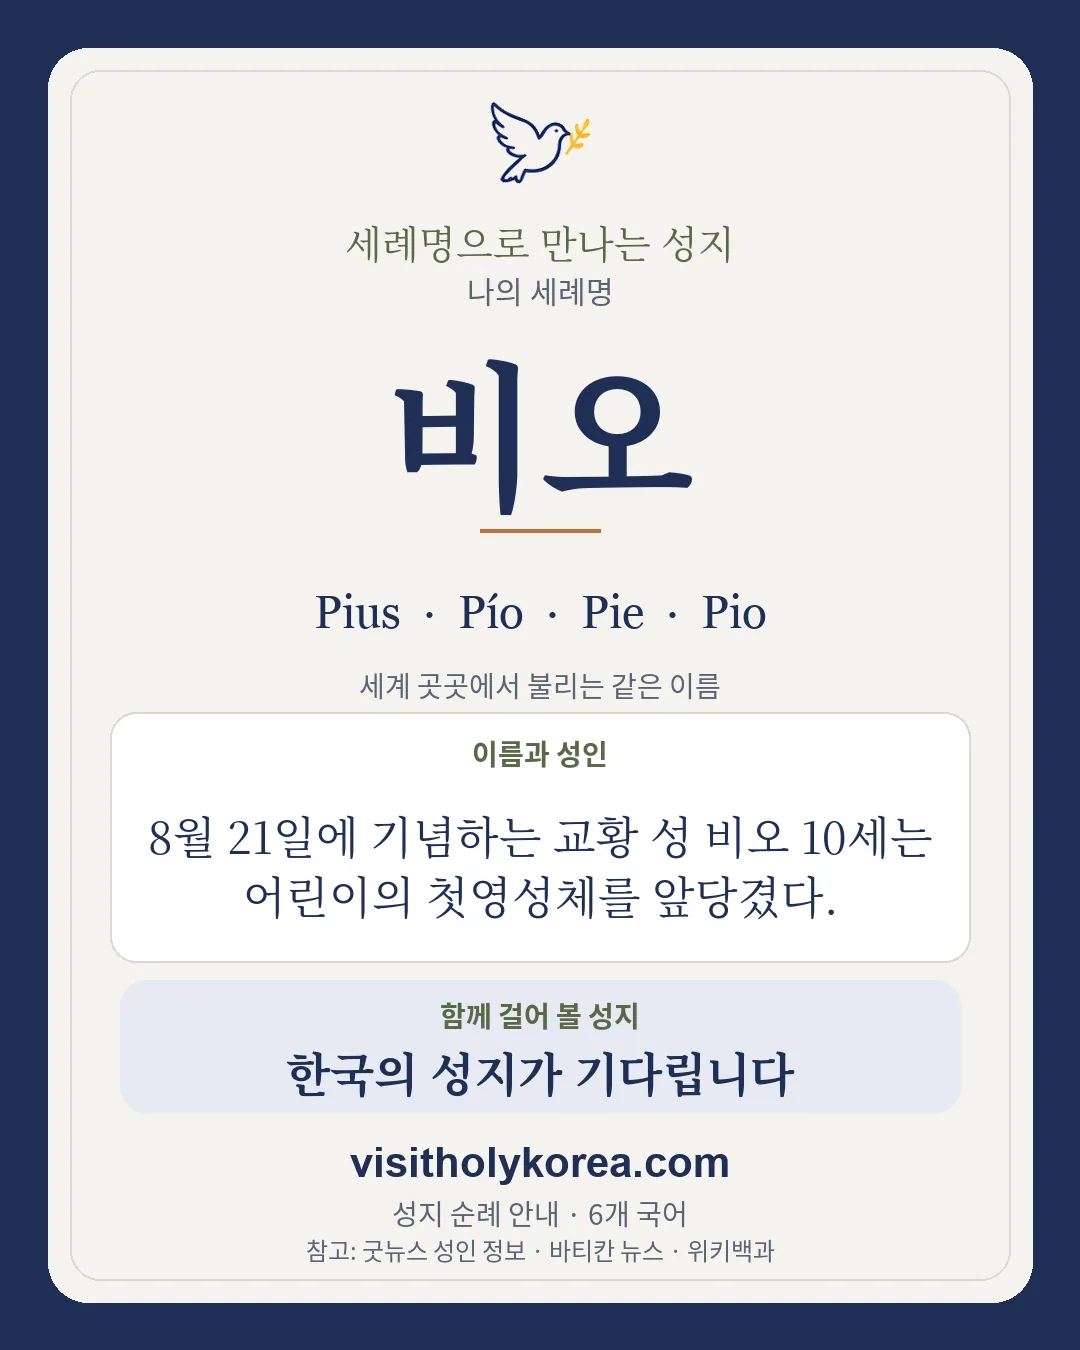 세례명으로 만나는 성지
나의 세례명
비오
Pius · Pío · Pie · Pio
세계 곳곳에서 불리는 같은 이름
이름과 성인
8월 21일에 기념하는 교황 성 비오 10세는
어린이의 첫영성체를 앞당겼다.
함께 걸어 볼 성지
한국의 성지가 기다립니다
visitholykorea.com
성지 순례 안내 · 6개 국어
참고: 굿뉴스 성인 정보 · 바티칸 뉴스 · 위키백과